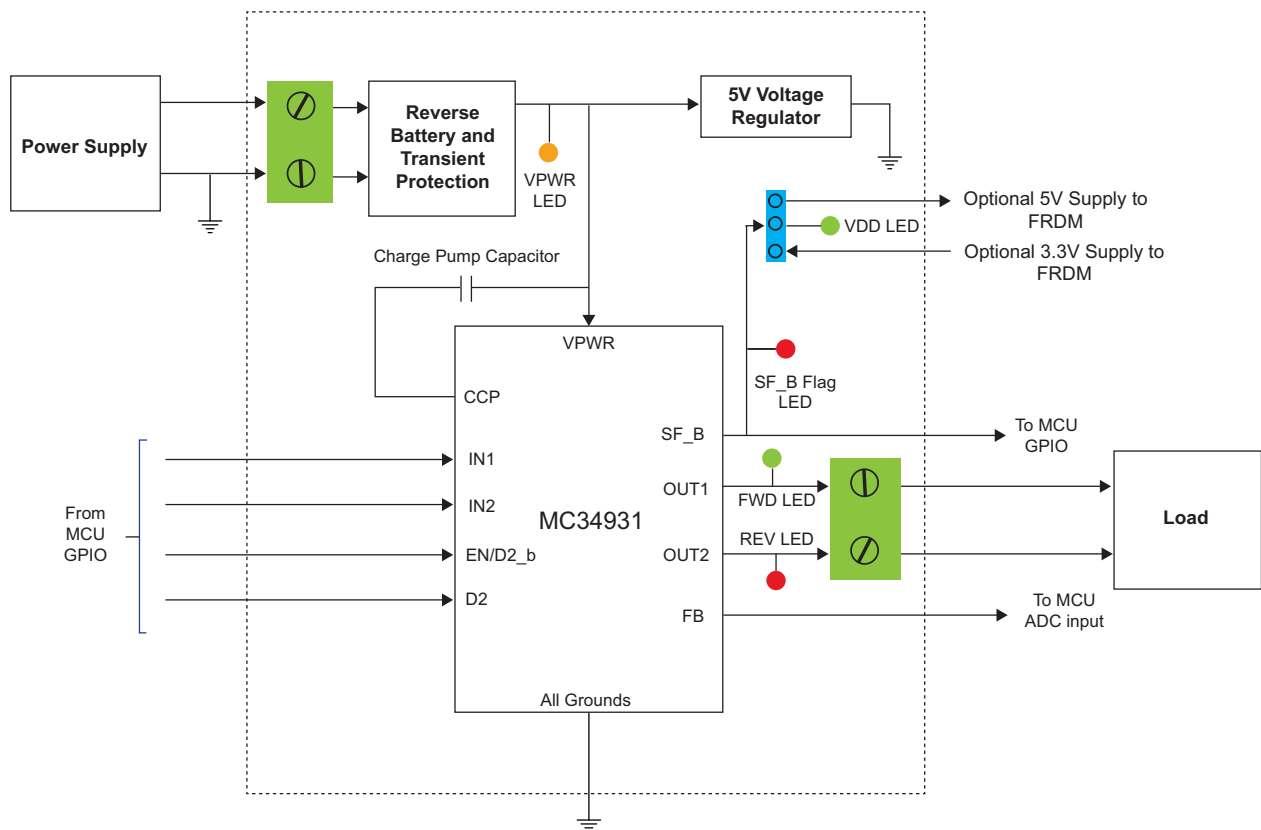 Power Supply
Reverse
Battery and
Transient
Protection
VPWR
LED
5V Voltage
Regulator
Optional 5V Supply to
FRDM
VDD LED
Optional 3.3V Supply to
FRDM
Charge Pump Capacitor
VPWR
SF_B Flag
LED
CCP
SF_B
To MCU
GPIO
IN1
OUT1
FWD LED
IN2
From
MCU
GPIO
MC34931
Load
EN/D2_b
OUT2
REV LED
D2
FB
To MCU
ADC input
All Grounds